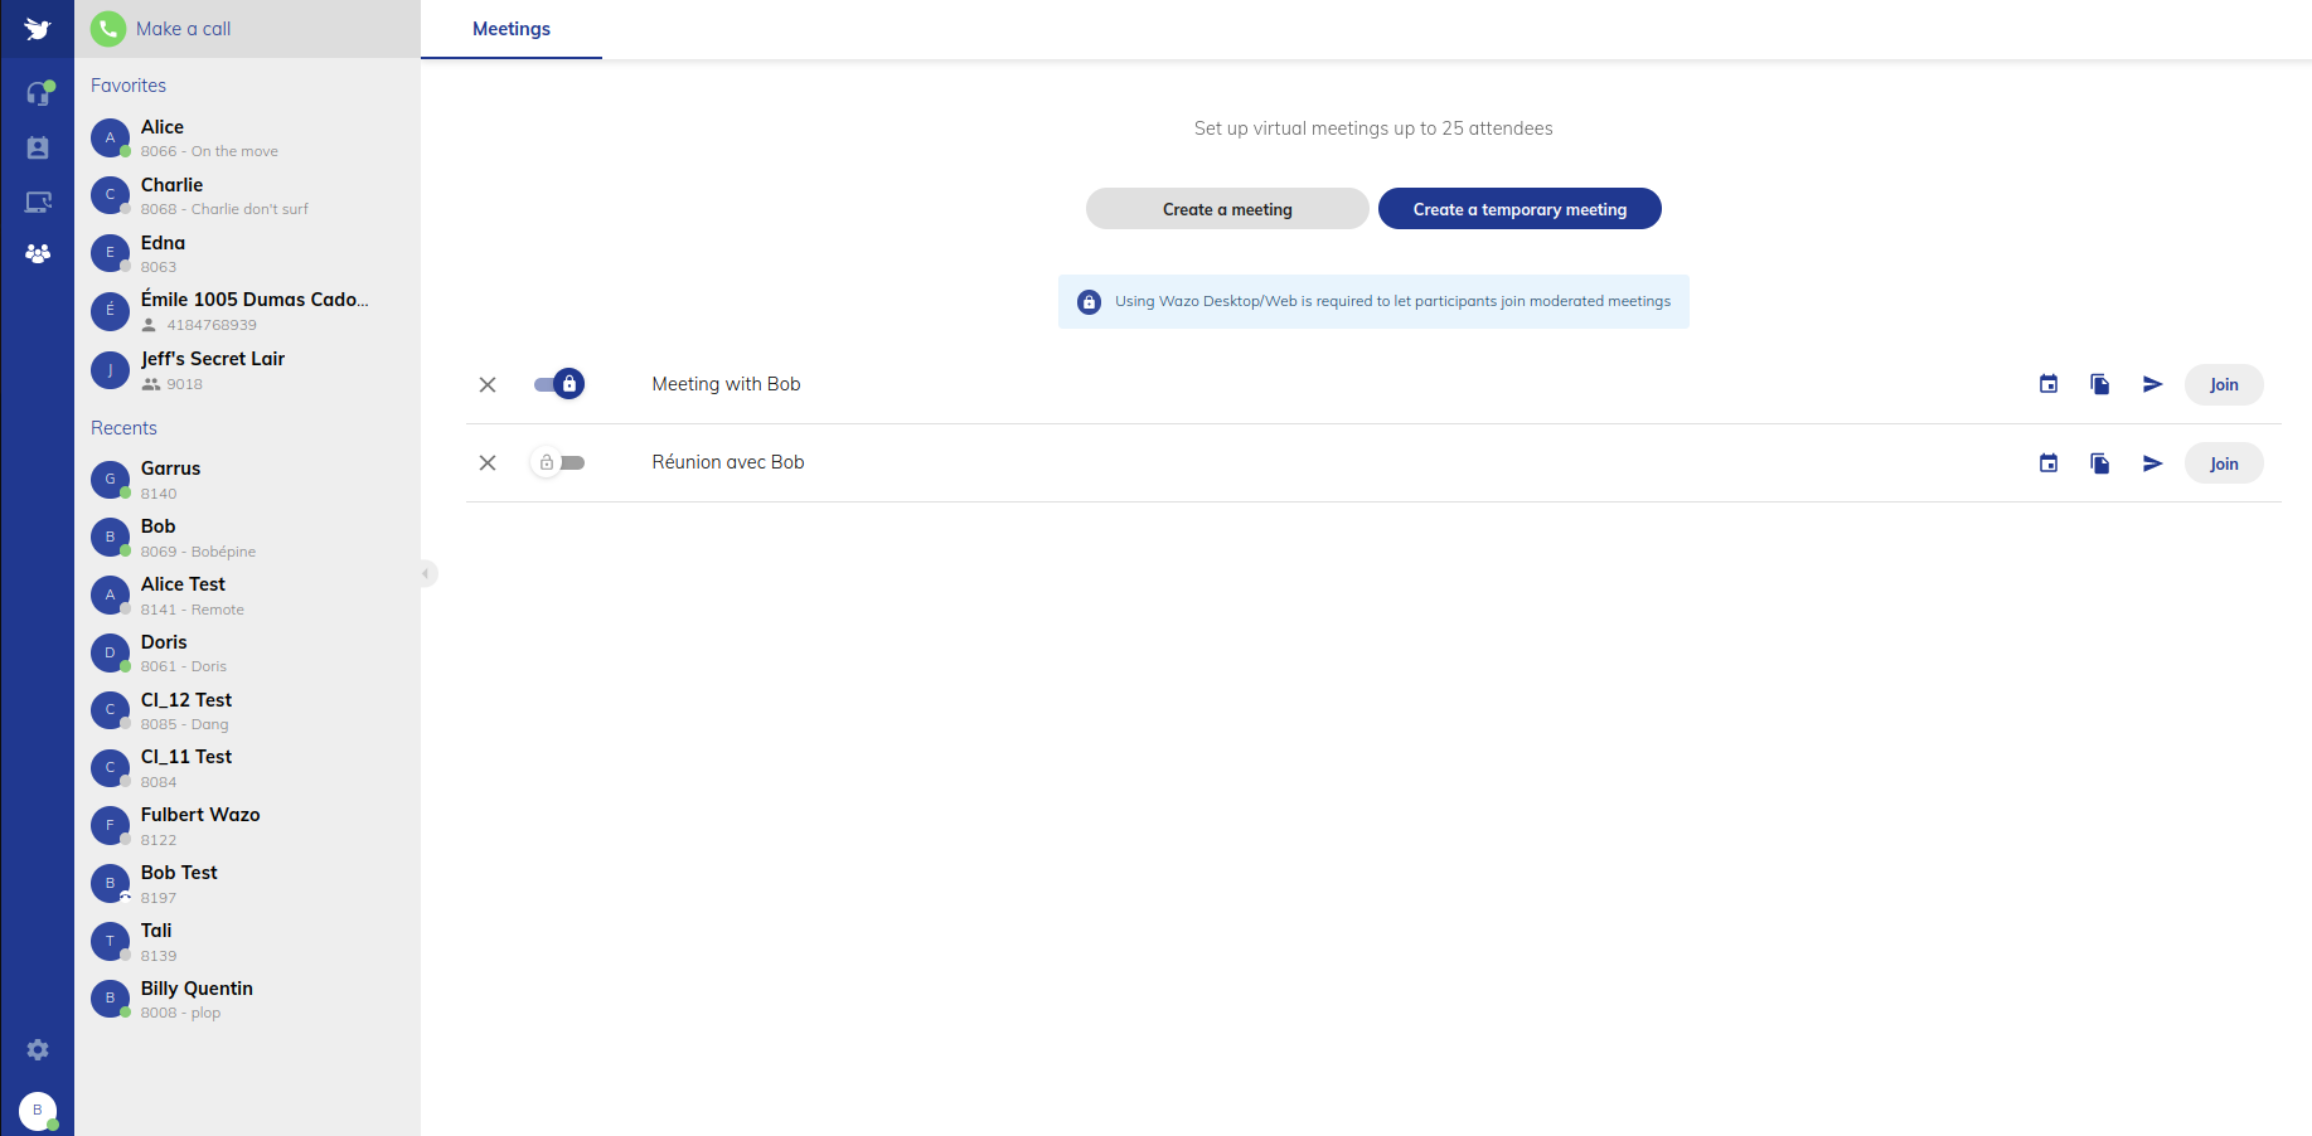 Make a call
Favorites
A
Alice
8066 - On the move
C
Charlie
8068 - Charlie don't surf
E
Edna
8063
É
Émile 1005 Dumas Cado...
4184768939
J
Jeff's Secret Lair
9018
Recents
G
Garrus
8140
B
Bob
8069 - Bobépine
A
Alice Test
8141 - Remote
D
Doris
8061 - Doris
C
CI_12 Test
8085 - Dang
C
CI_11 Test
8084
F
Fulbert Wazo
8122
B
Bob Test
8197
T
Tali
8139
B
Billy Quentin
8008 - plop
B
Meetings
Set up virtual meetings up to 25 attendees
Create a meeting
Create a temporary meeting
Using Wazo Desktop/Web is required to let participants join moderated meetings
Meeting with Bob
Join
Réunion avec Bob
Join